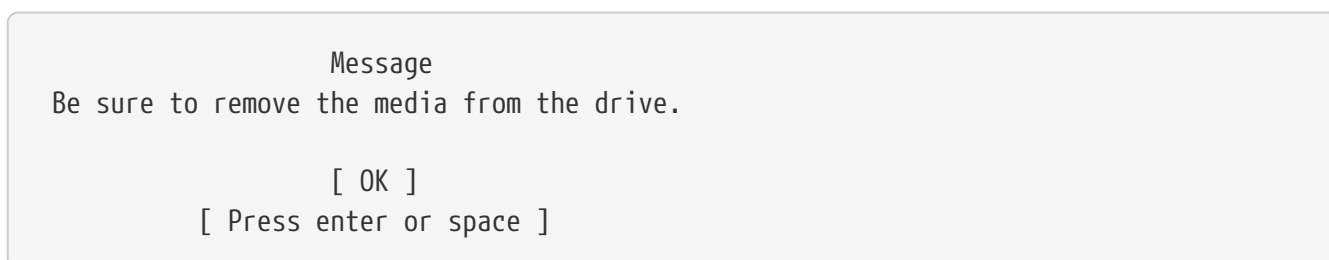 Message
Be sure to remove the media from the drive.
[ OK ]
[ Press enter or space ]